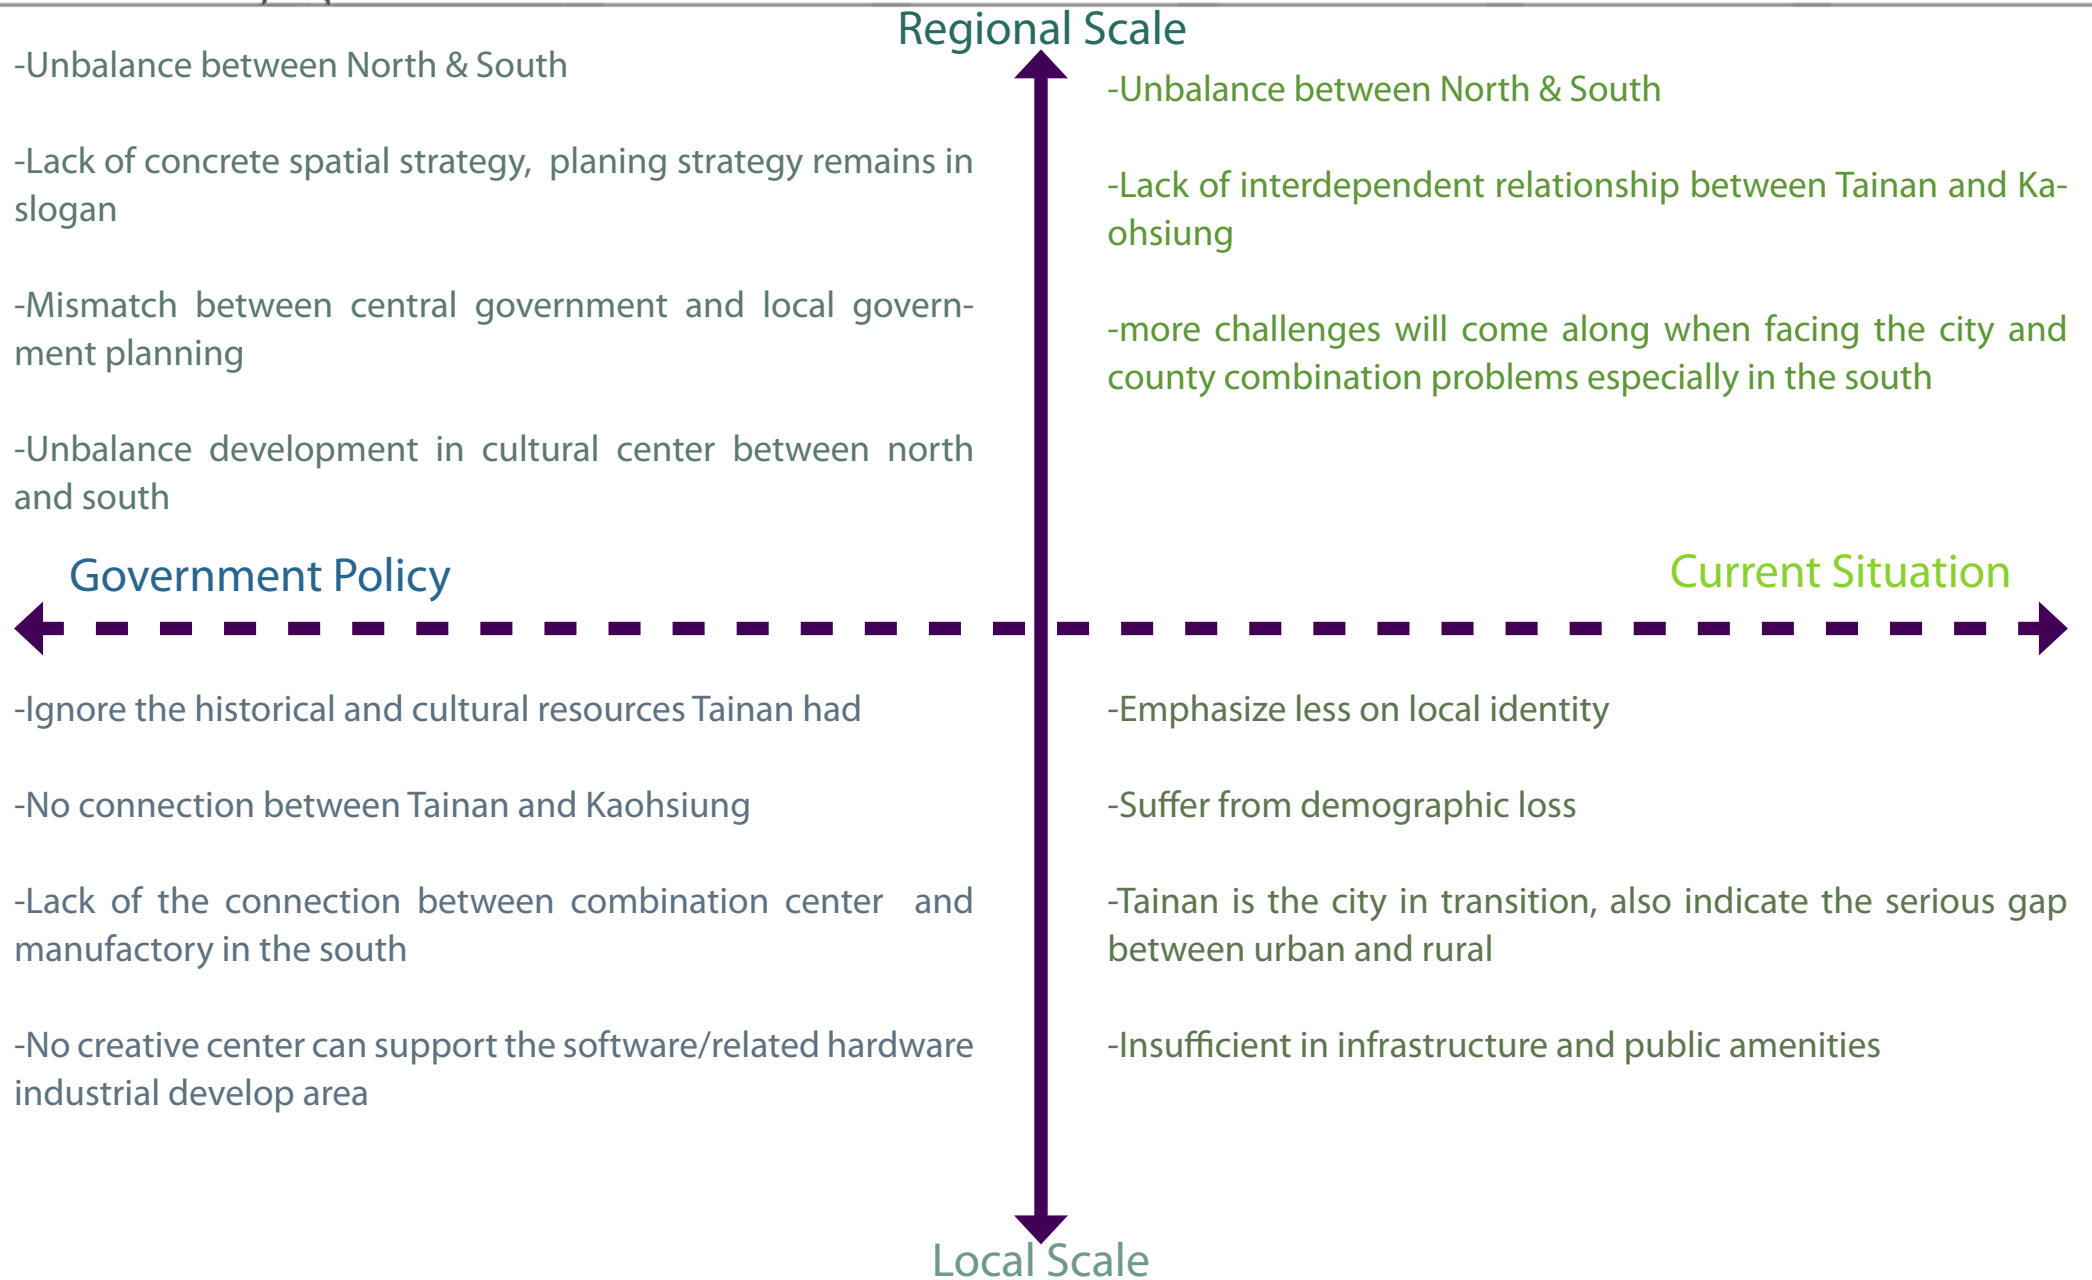 Regional Scale
-Unbalance between North & South
-Lack of concrete spatial strategy,  planing strategy remains in
slogan
-Mismatch between central government and local govern-
ment planning
-Unbalance development in cultural center between north
and south
-Unbalance between North & South
-Lack of interdependent relationship between Tainan and Ka-
ohsiung
-more challenges will come along when facing the city and
county combination problems especially in the south
Government Policy
Current Situation
-Ignore the historical and cultural resources Tainan had
-No connection between Tainan and Kaohsiung
-Lack of the connection between combination center  and
manufactory in the south
-No creative center can support the software/related hardware
industrial develop area
-Emphasize less on local identity
-Suffer from demographic loss
-Tainan is the city in transition, also indicate the serious gap
between urban and rural
-Insufficient in infrastructure and public amenities
Local Scale